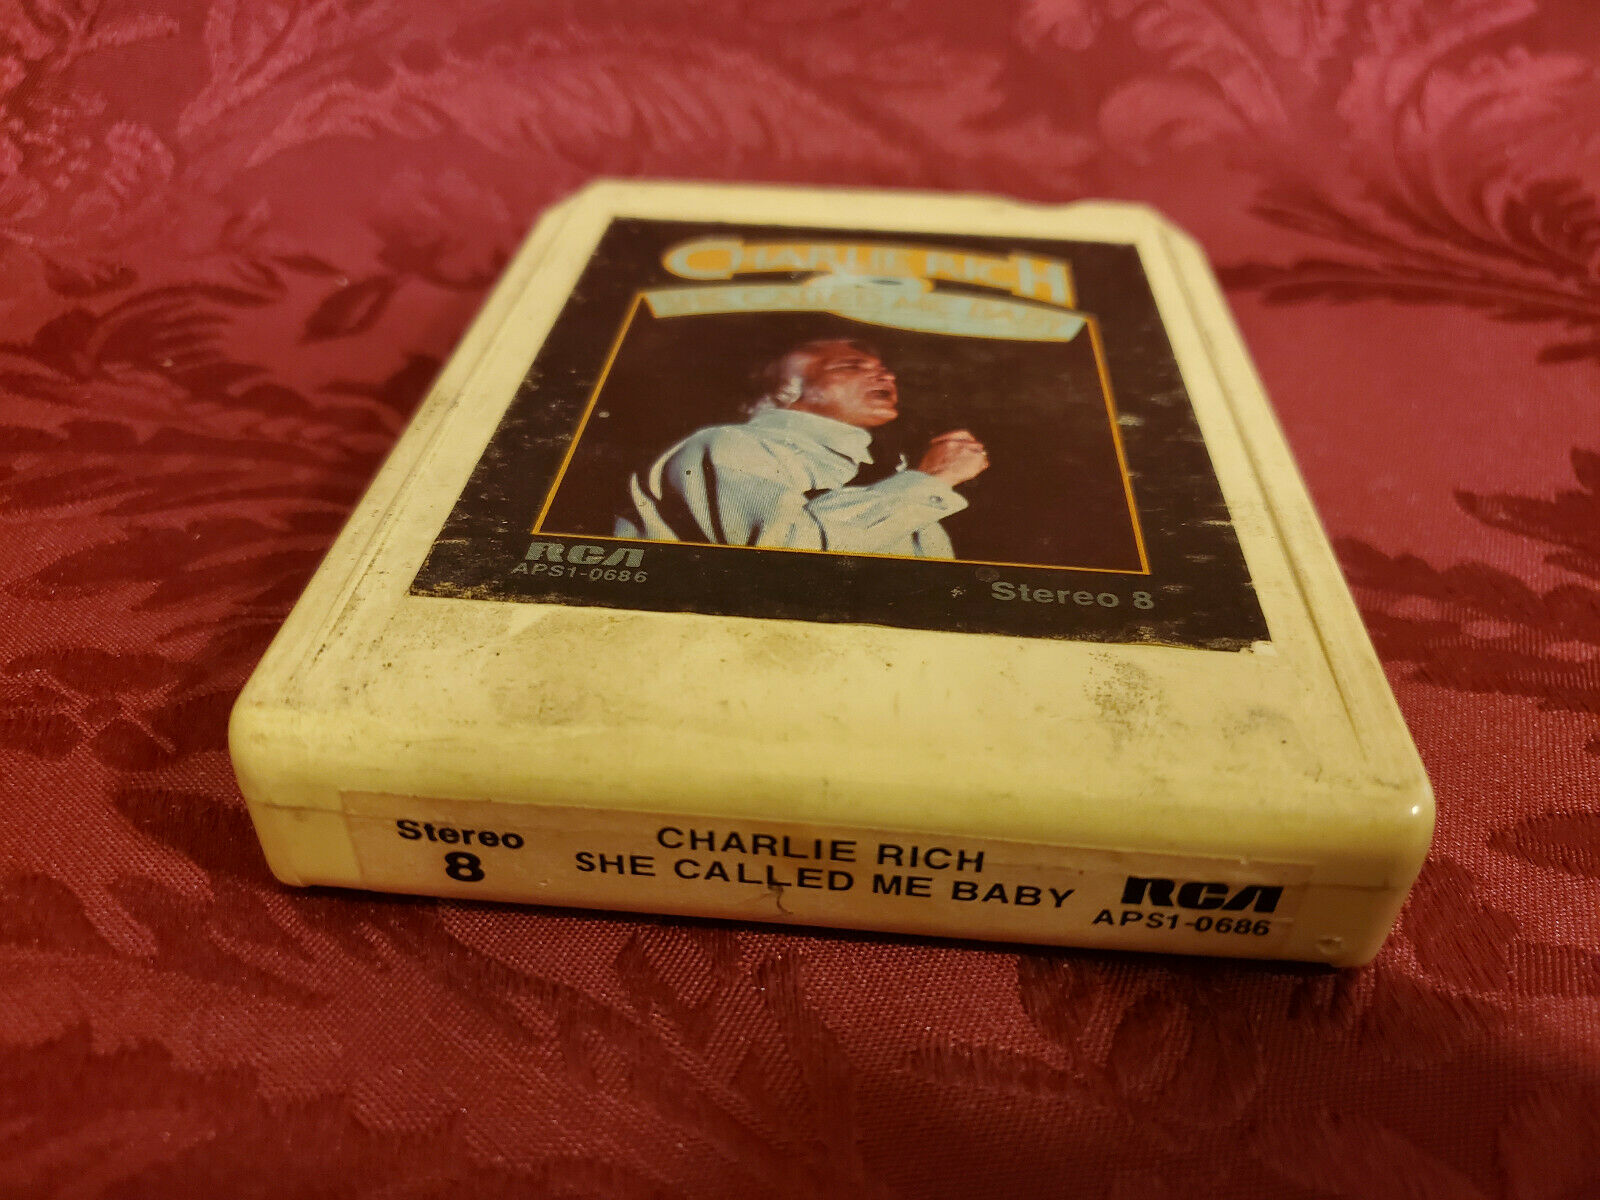 CHARLIE RICH
SHE CALLED ME BABY
RCA
APS1-0686
Stereo 8
Stereo
8
CHARLIE RICH
SHE CALLED ME BABY
RCA
APS1-0686